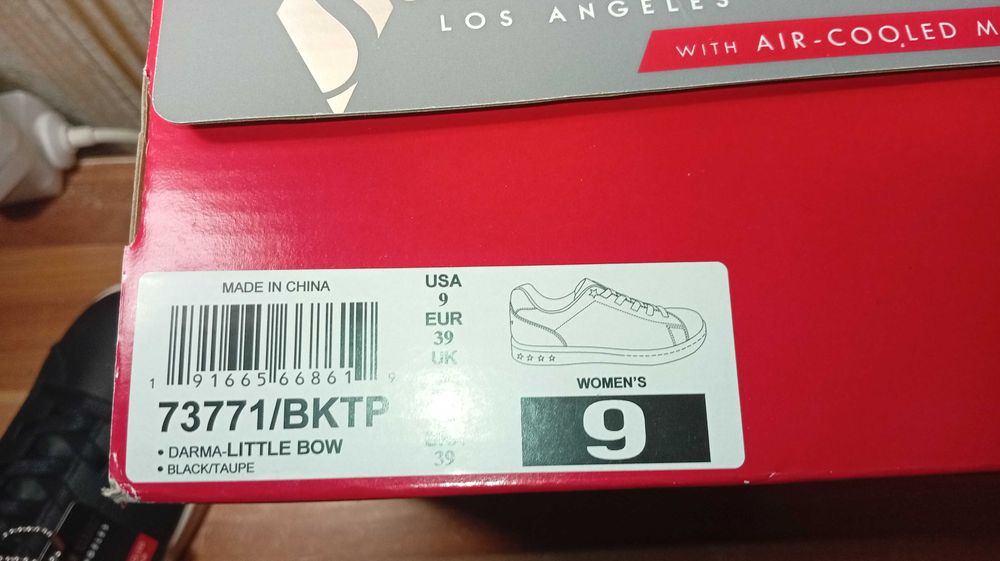 LOS ANGELES
WITH AIR-COOLED M
MADE IN CHINA
1 91665 66861 9
73771/BKTP
• DARMA-LITTLE BOW
• BLACK/TAUPE
USA
9
EUR
39
UK
39
WOMEN'S
9